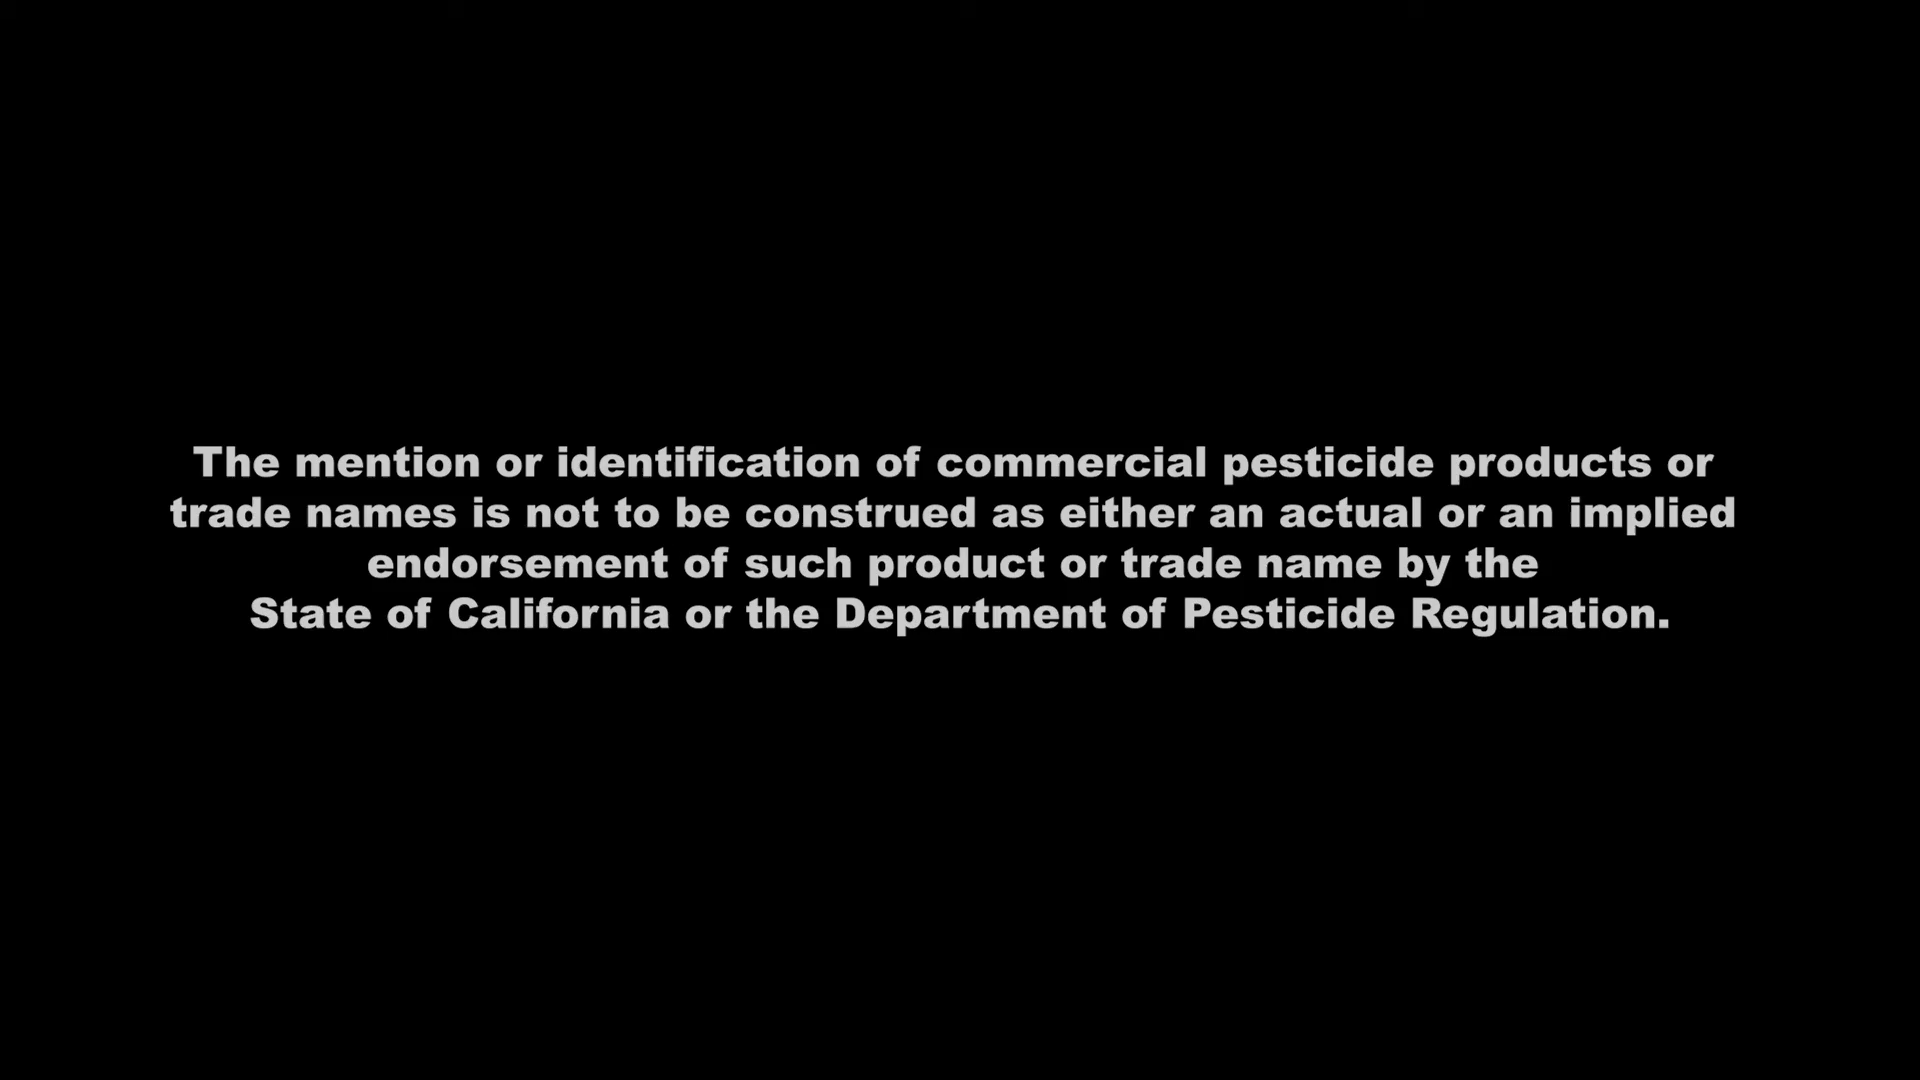 The mention or identification of commercial pesticide products or
trade names is not to be construed as either an actual or an implied
endorsement of such product or trade name by the
State of California or the Department of Pesticide Regulation.